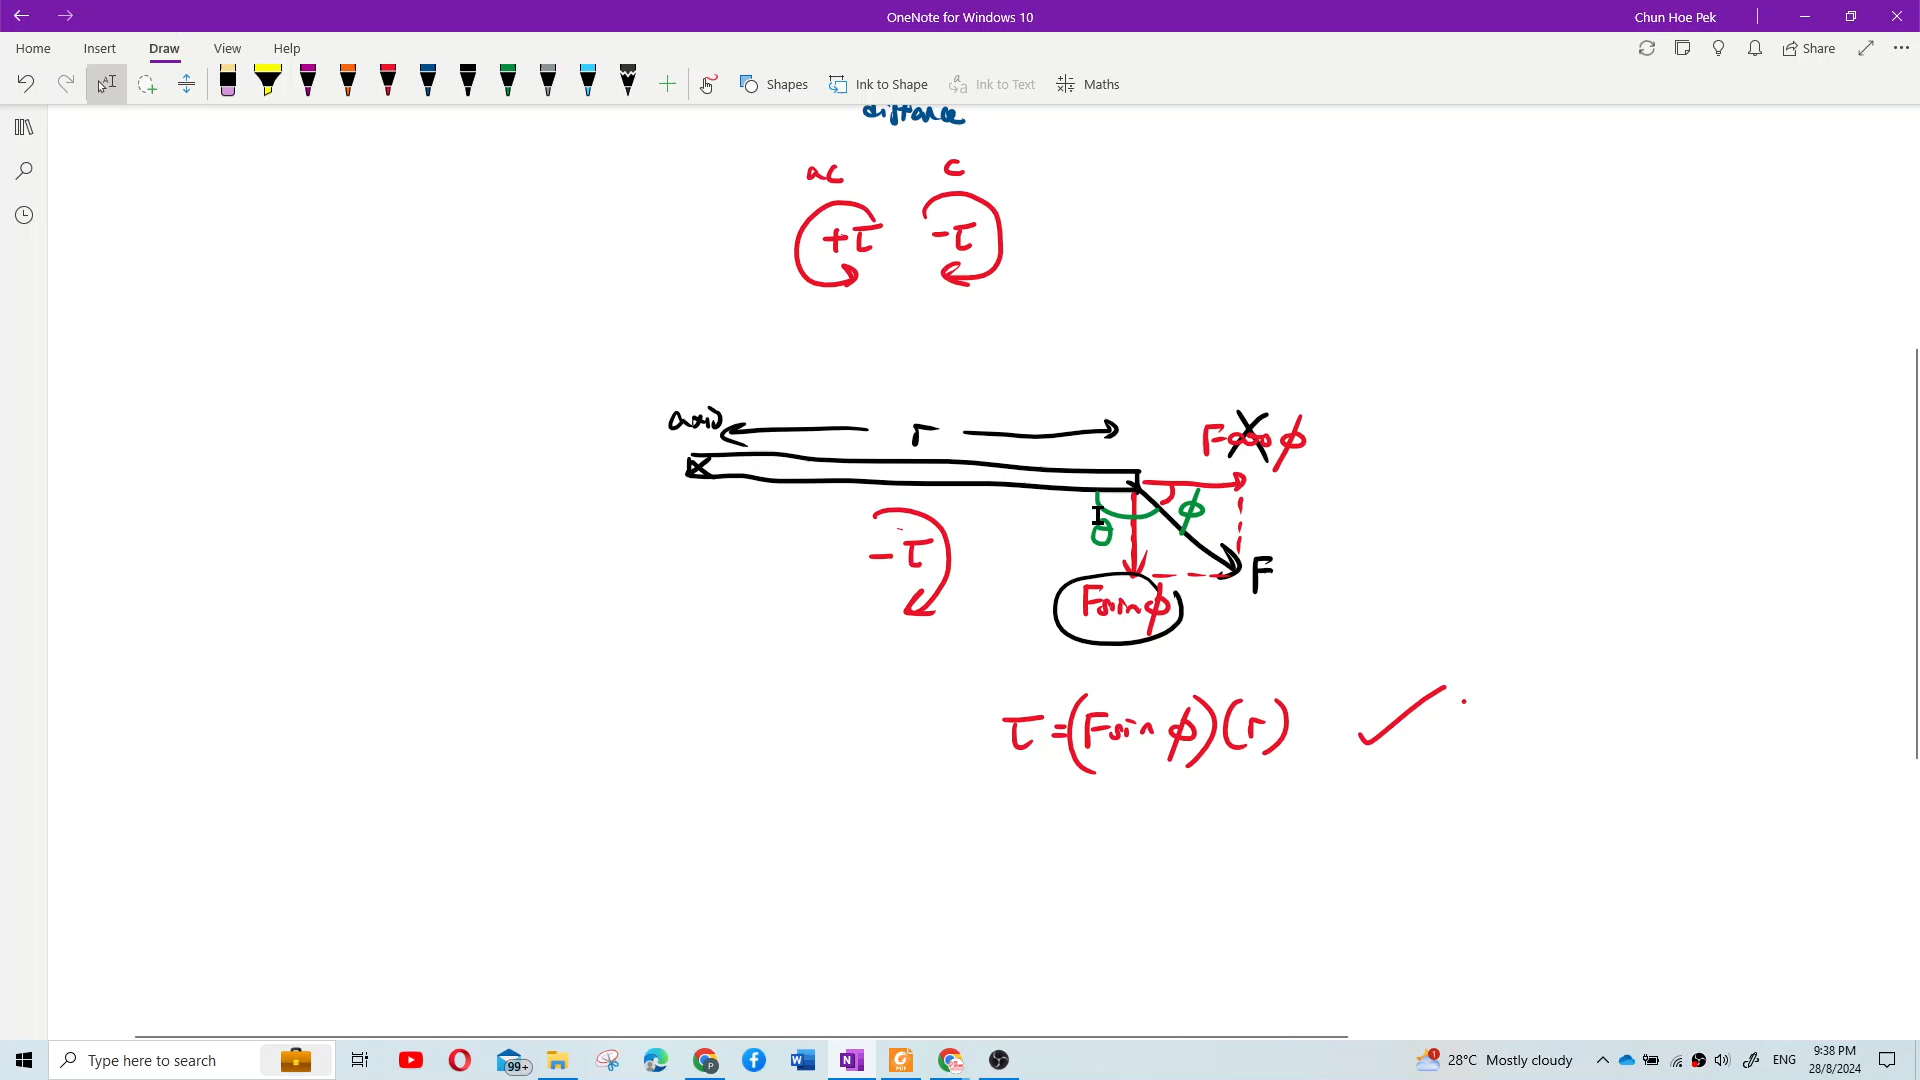 OneNote for Windows 10
Chun Hoe Pek
Home Insert Draw View Help
Share
Shapes
Ink to Shape
Ink to Text
Maths
distance
ac c
+τ -τ
axis
r
F cos ϕ
ϕ
θ
-τ
F
F sin ϕ
τ = (F sin ϕ)(r)
Type here to search
99+
28°C Mostly cloudy
ENG
9:38 PM
28/8/2024